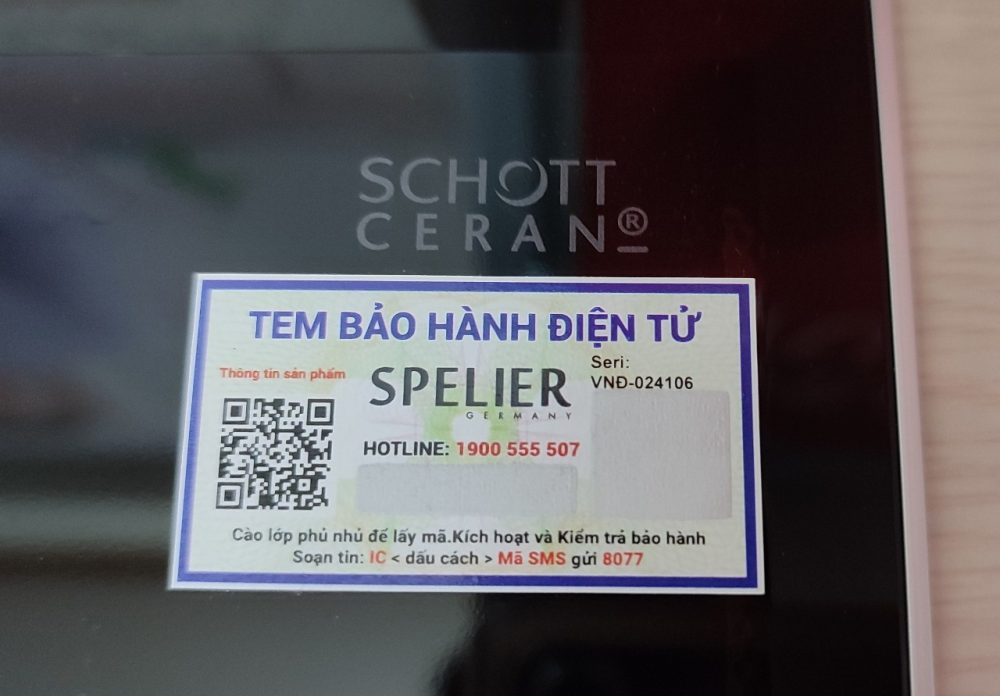 SCHOTT
CERAN®
TEM BẢO HÀNH ĐIỆN TỬ
Thông tin sản phẩm
SPELIER
GERMANY
Seri:
VNĐ-024106
HOTLINE: 1900 555 507
Cào lớp phủ nhủ để lấy mã.Kích hoạt và Kiểm trả bảo hành
Soạn tin: IC < dấu cách > Mã SMS gửi 8077